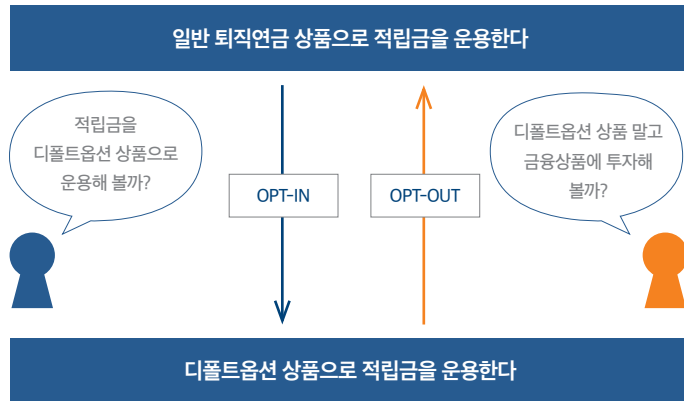 일반 퇴직연금 상품으로 적립금을 운용한다
적립금을
디폴트옵션 상품으로
운용해 볼까?
OPT-IN
OPT-OUT
디폴트옵션 상품 말고
금융상품에 투자해
볼까?
디폴트옵션 상품으로 적립금을 운용한다